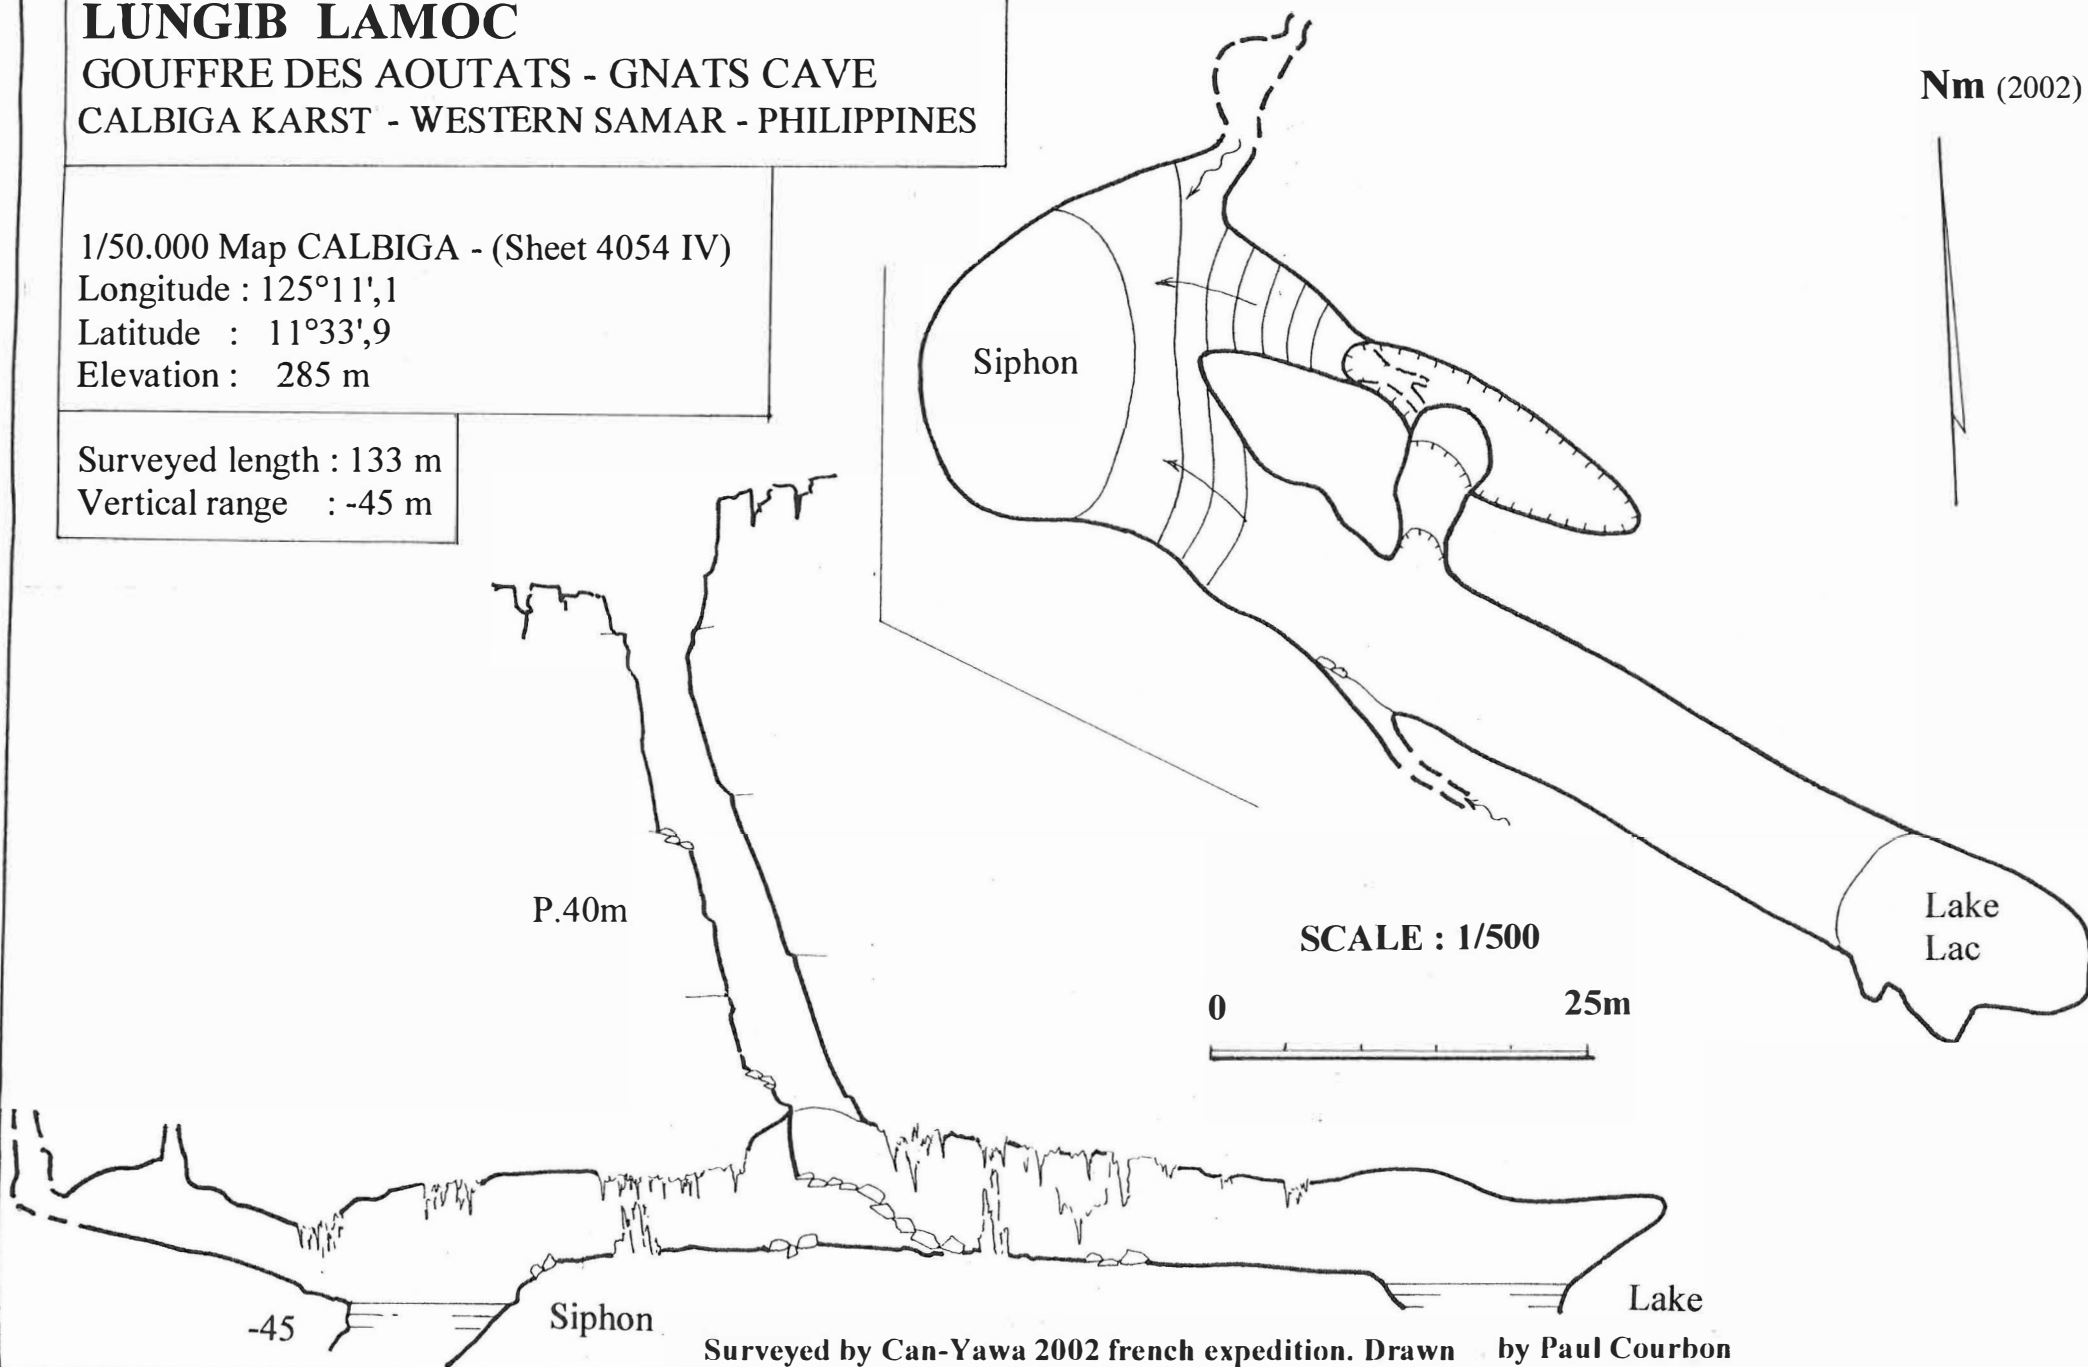 LUNGIB LAMOC
GOUFFRE DES AOUTATS - GNATS CAVE
CALBIGA KARST - WESTERN SAMAR - PHILIPPINES
Nm (2002)
1/50.000 Map CALBIGA - (Sheet 4054 IV)
Longitude : 125°11',1
Latitude : 11°33',9
Elevation : 285 m
Surveyed length : 133 m
Vertical range : -45 m
Siphon
P.40m
SCALE : 1/500
0 25m
Lake
Lac
-45
Siphon
Lake
Surveyed by Can-Yawa 2002 french expedition. Drawn by Paul Courbon